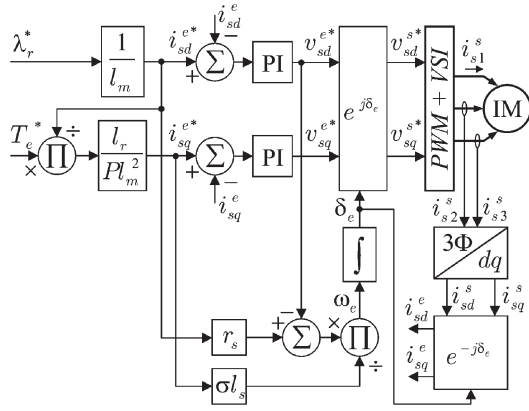 λ_r^* 1/l_m i_sd^e* + − i_sd^e Σ PI v_sd^e* e^{jδ_e} v_sd^s* PWM + VSI i_s1^s IM
T_e^* × ÷ Π l_r/Pl_m^2 i_sq^e* + − i_sq^e Σ PI v_sq^e* v_sq^s*
i_s2^s i_s3^s
δ_e
∫
3Φ dq
ω_e
i_sd^s i_sq^s
r_s + − Σ × Π ÷
i_sd^e
i_sq^e
e^{−jδ_e}
σl_s